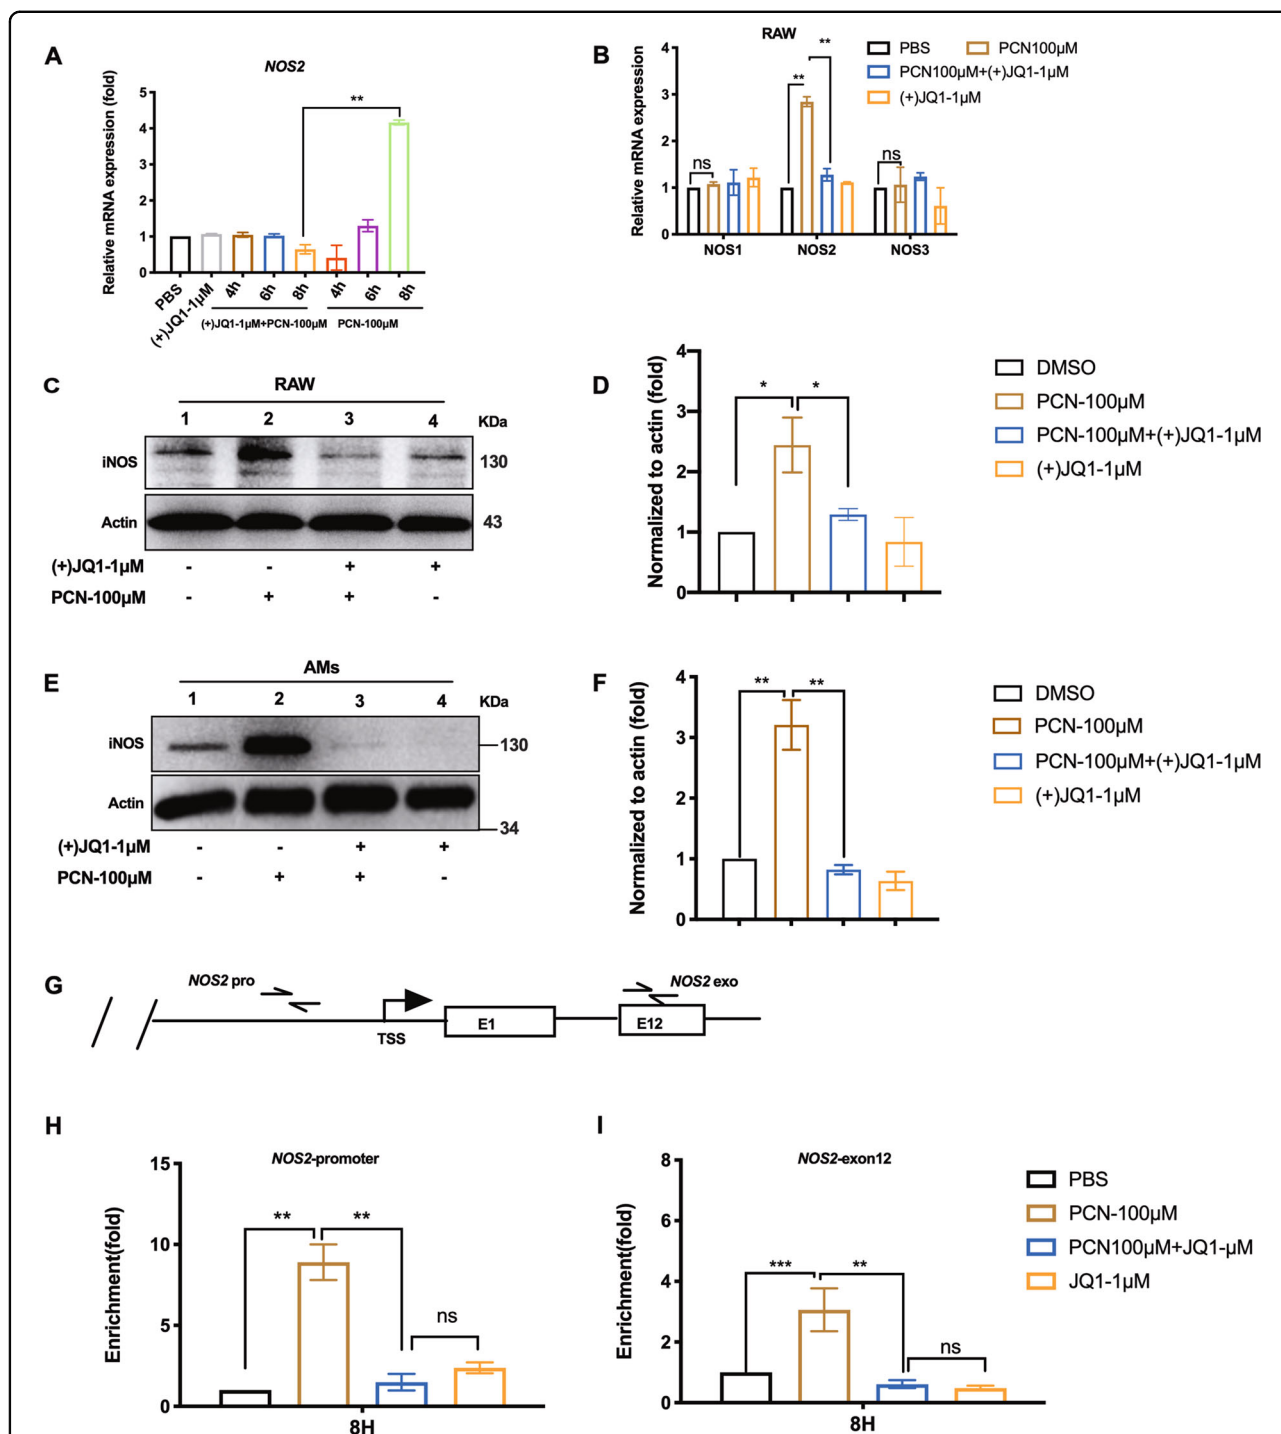 A
NOS2
Relative mRNA expression (fold)
5
4
3
2
1
0
PBS
(+)JQ1-1μM
4h
6h
8h
4h
6h
8h
(+)JQ1-1μM+PCN-100μM
PCN-100μM
**
B
RAW
Relative mRNA expression
4
3
2
1
0
ns
**
**
ns
NOS1
NOS2
NOS3
PBS
PCN100μM
PCN100μM+(+)JQ1-1μM
(+)JQ1-1μM
C
RAW
1 2 3 4 KDa
iNOS
130
Actin
43
(+)JQ1-1μM - - + +
PCN-100μM - + + -
D
Normalized to actin (fold)
4
3
2
1
0
*
*
DMSO
PCN-100μM
PCN-100μM+(+)JQ1-1μM
(+)JQ1-1μM
E
AMs
1 2 3 4 KDa
iNOS
130
Actin
34
(+)JQ1-1μM - - + +
PCN-100μM - + + -
F
Normalized to actin (fold)
4
3
2
1
0
**
**
DMSO
PCN-100μM
PCN-100μM+(+)JQ1-1μM
(+)JQ1-1μM
G
NOS2 pro
NOS2 exo
TSS
E1
E12
H
NOS2-promoter
Enrichment(fold)
15
10
5
0
**
**
ns
8H
I
NOS2-exon12
Enrichment(fold)
8
6
4
2
0
***
**
ns
8H
PBS
PCN-100μM
PCN100μM+JQ1-μM
JQ1-1μM